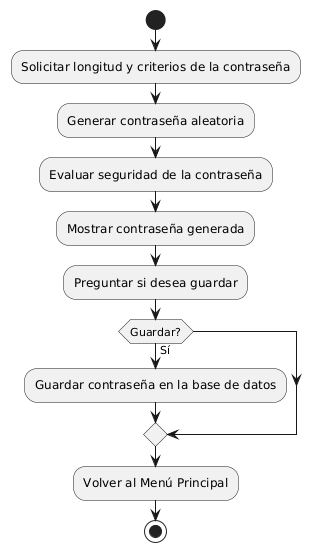 Solicitar longitud y criterios de la contraseña
Generar contraseña aleatoria
Evaluar seguridad de la contraseña
Mostrar contraseña generada
Preguntar si desea guardar
Guardar?
Sí
Guardar contraseña en la base de datos
Volver al Menú Principal